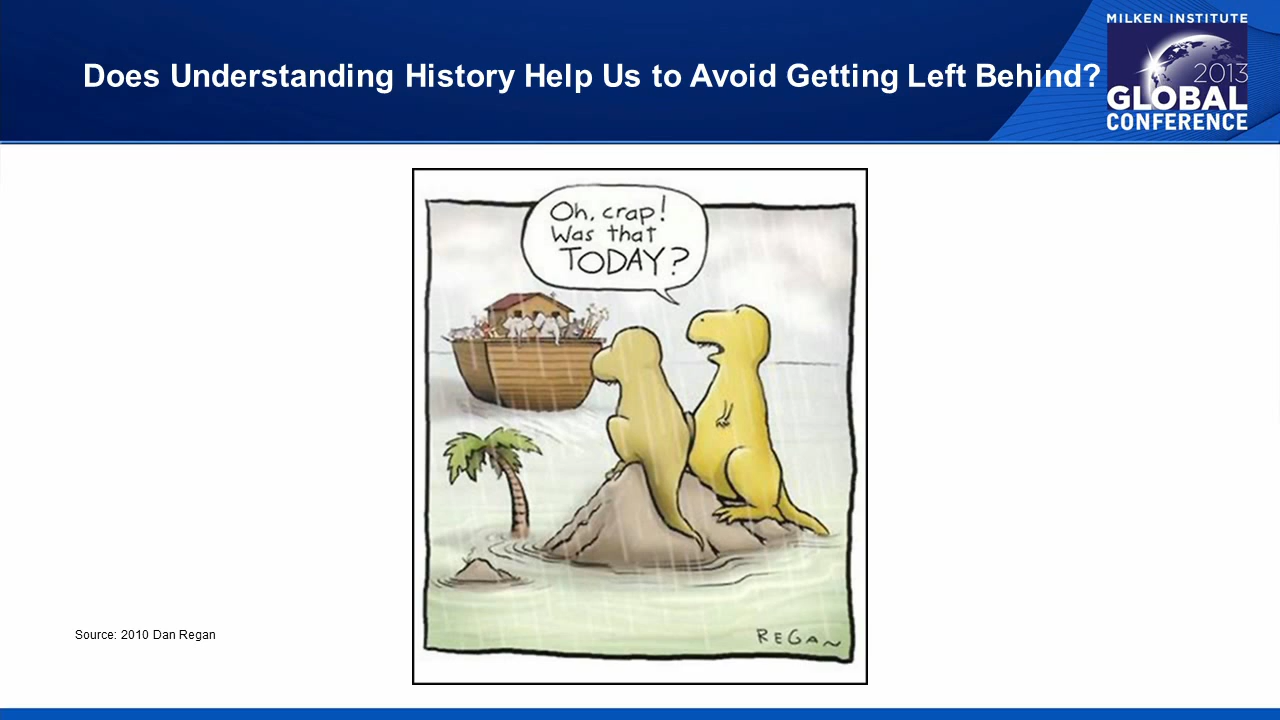 Does Understanding History Help Us to Avoid Getting Left Behind?
MILKEN INSTITUTE
2013
GLOBAL
CONFERENCE
Oh, crap!
Was that
TODAY?
REGAN
Source: 2010 Dan Regan